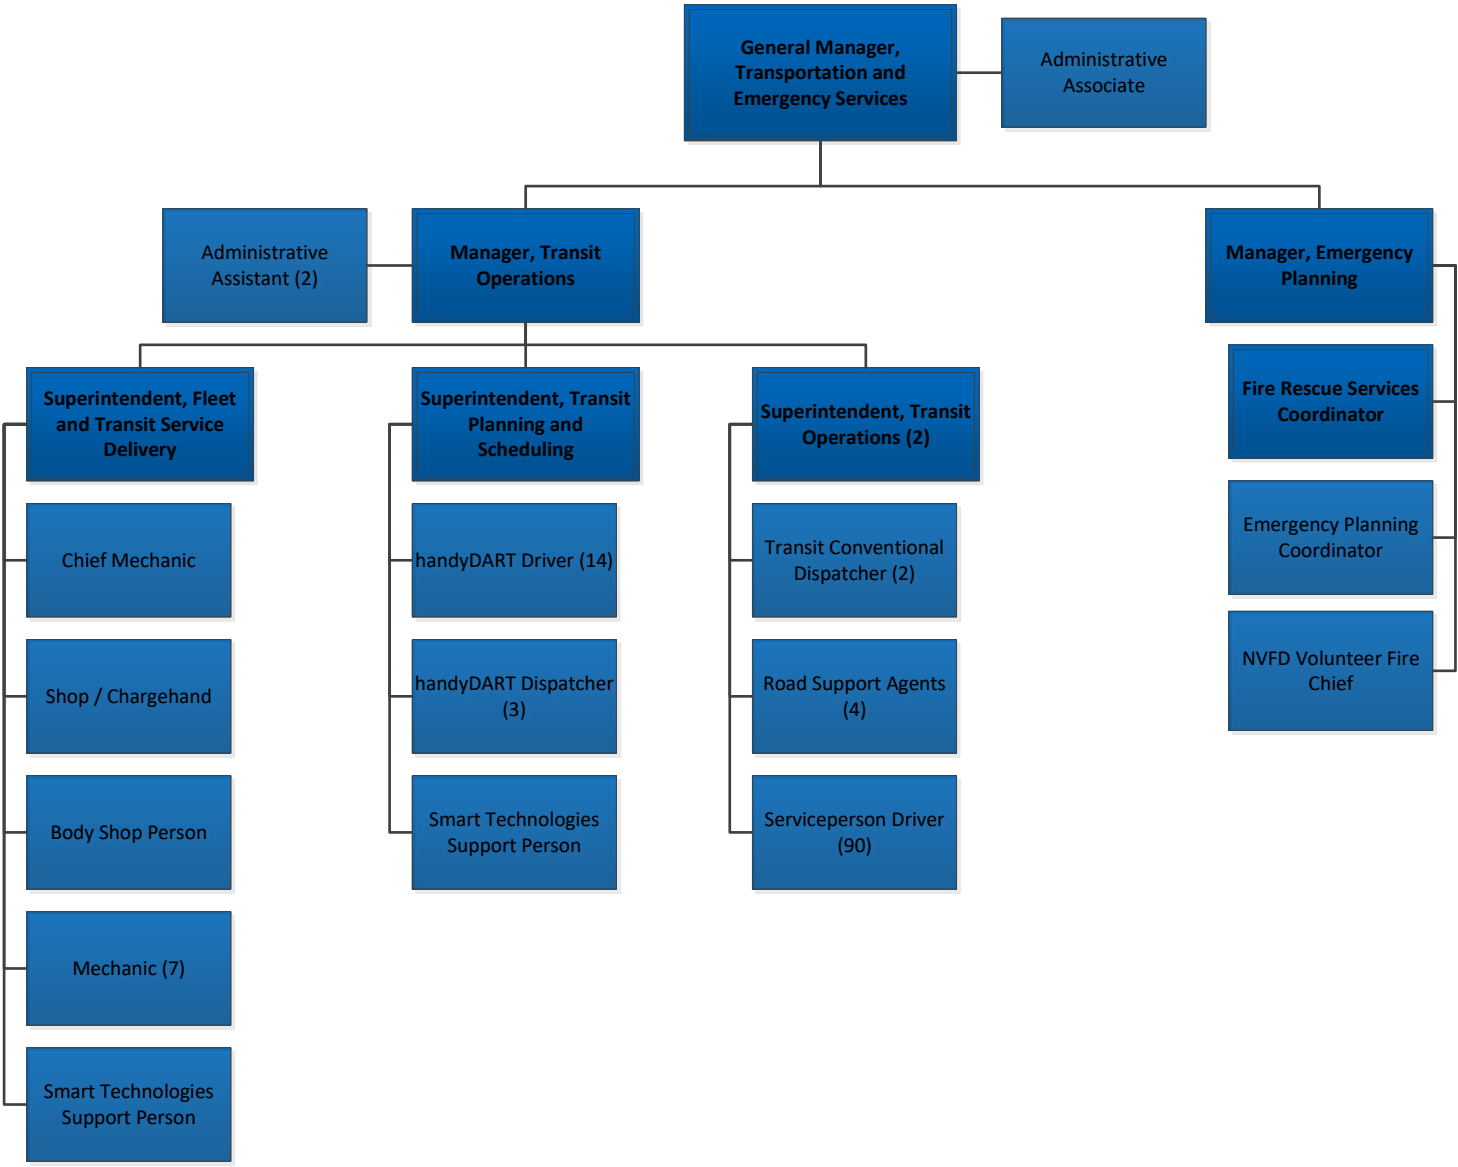 General Manager,
Transportation and
Emergency Services
Administrative
Associate
Administrative
Assistant (2)
Manager, Transit
Operations
Manager, Emergency
Planning
Superintendent, Fleet
and Transit Service
Delivery
Chief Mechanic
Shop / Chargehand
Body Shop Person
Mechanic (7)
Smart Technologies
Support Person
Superintendent, Transit
Planning and
Scheduling
handyDART Driver (14)
handyDART Dispatcher
(3)
Smart Technologies
Support Person
Superintendent, Transit
Operations (2)
Transit Conventional
Dispatcher (2)
Road Support Agents
(4)
Serviceperson Driver
(90)
Fire Rescue Services
Coordinator
Emergency Planning
Coordinator
NVFD Volunteer Fire
Chief